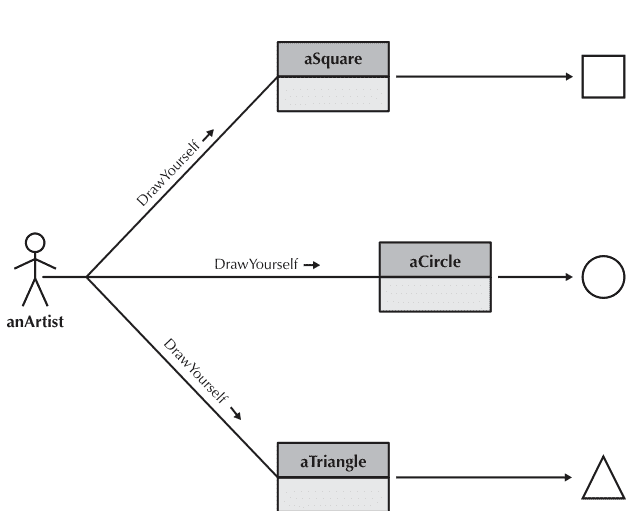 aSquare
DrawYourself
DrawYourself
aCircle
anArtist
DrawYourself
aTriangle